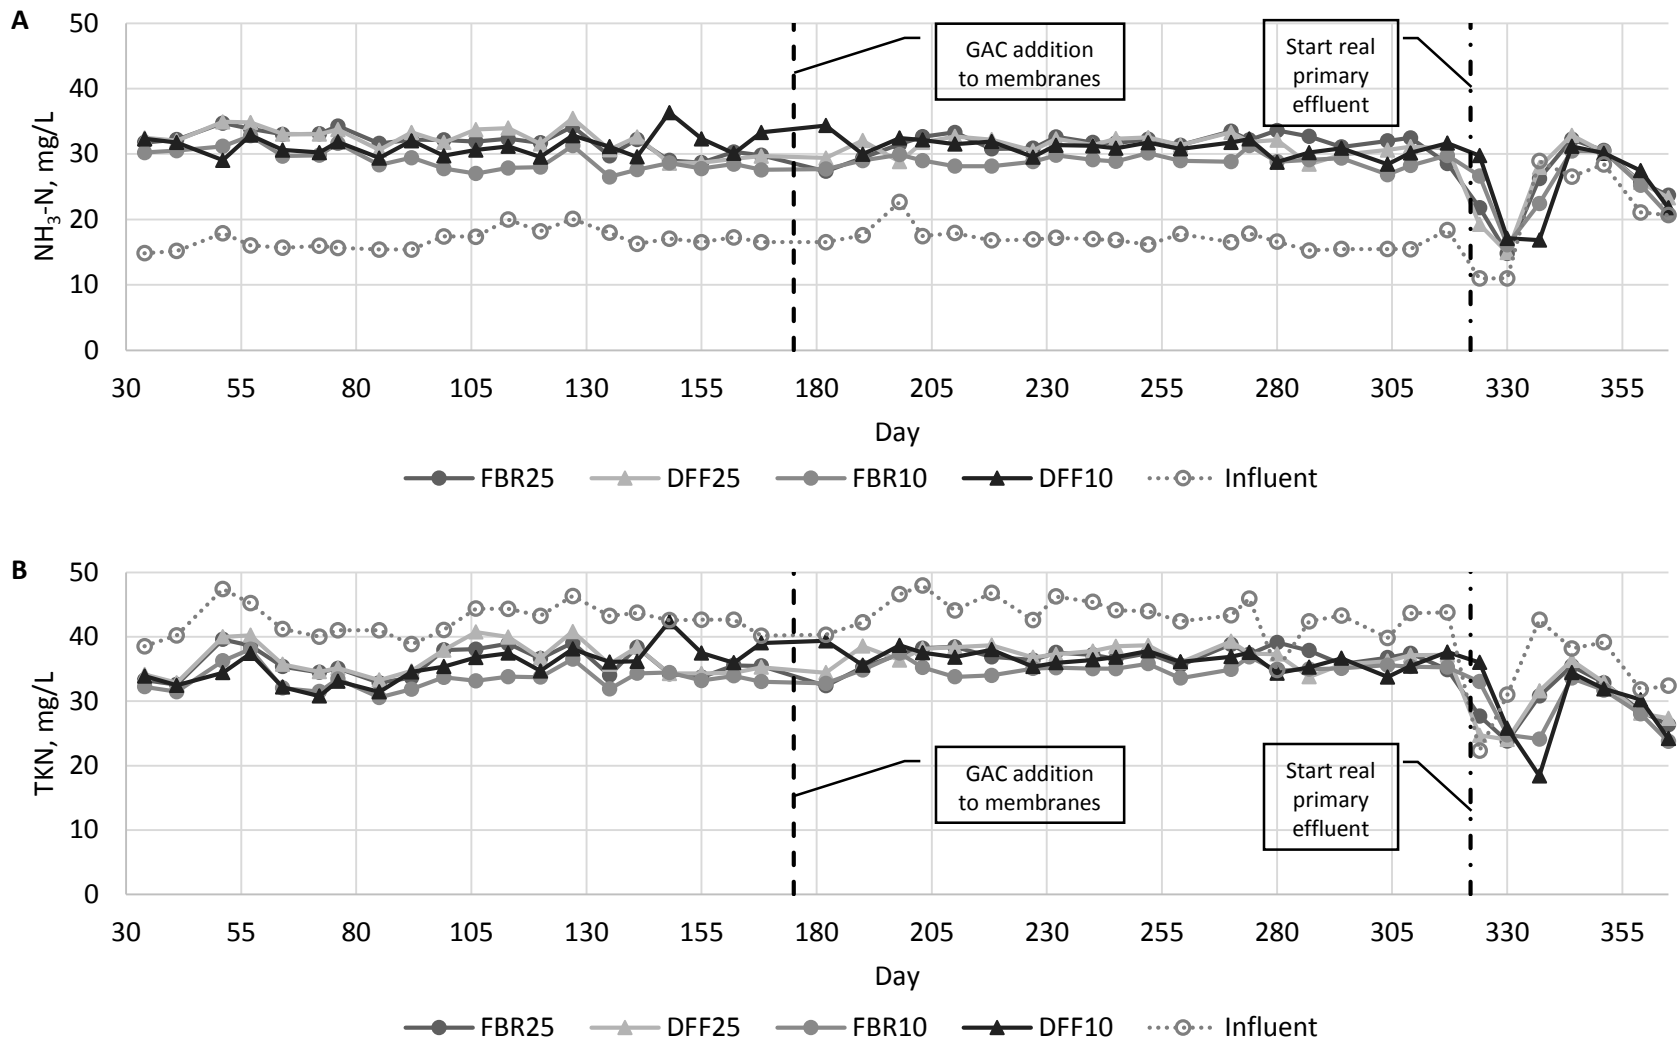 A
50
40
30
20
10
0
NH3-N, mg/L
GAC addition
to membranes
Start real
primary
effluent
30 55 80 105 130 155 180 205 230 255 280 305 330 355
Day
FBR25 DFF25 FBR10 DFF10 Influent
B
50
40
30
20
10
0
TKN, mg/L
GAC addition
to membranes
Start real
primary
effluent
30 55 80 105 130 155 180 205 230 255 280 305 330 355
Day
FBR25 DFF25 FBR10 DFF10 Influent